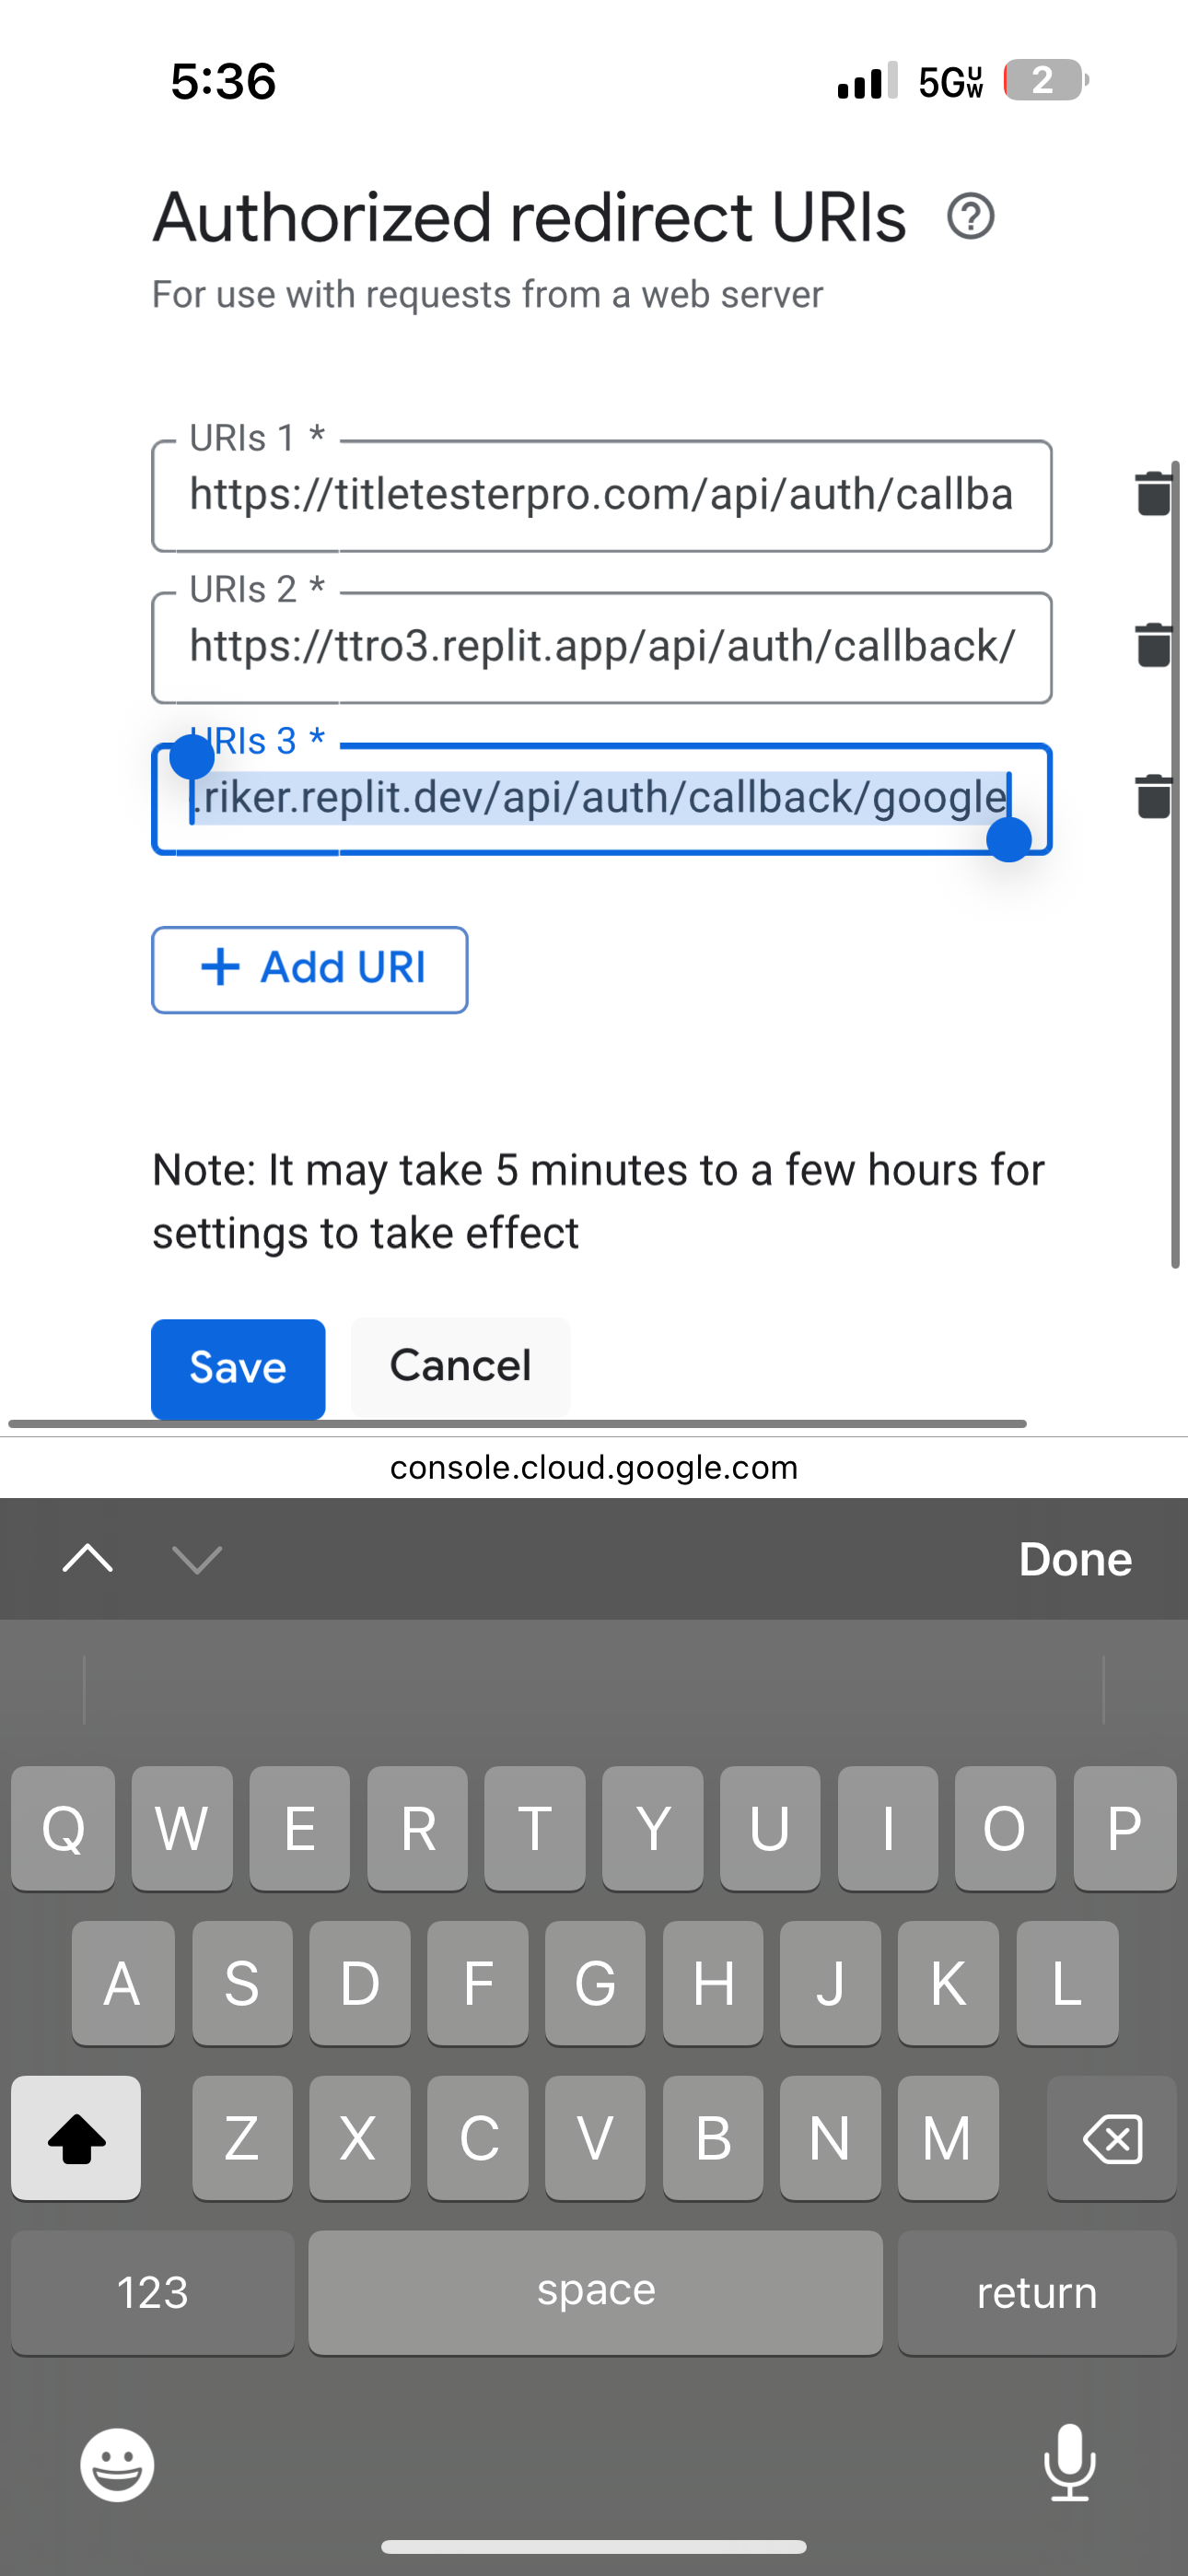 5:36
5GUW
2
Authorized redirect URIs
For use with requests from a web server
URIs 1 *
https://titletesterpro.com/api/auth/callba
URIs 2 *
https://ttro3.replit.app/api/auth/callback/
URIs 3 *
.riker.replit.dev/api/auth/callback/google
+ Add URI
Note: It may take 5 minutes to a few hours for
settings to take effect
Save Cancel
console.cloud.google.com
Done
Q W E R T Y U I O P
A S D F G H J K L
Z X C V B N M
123 space return